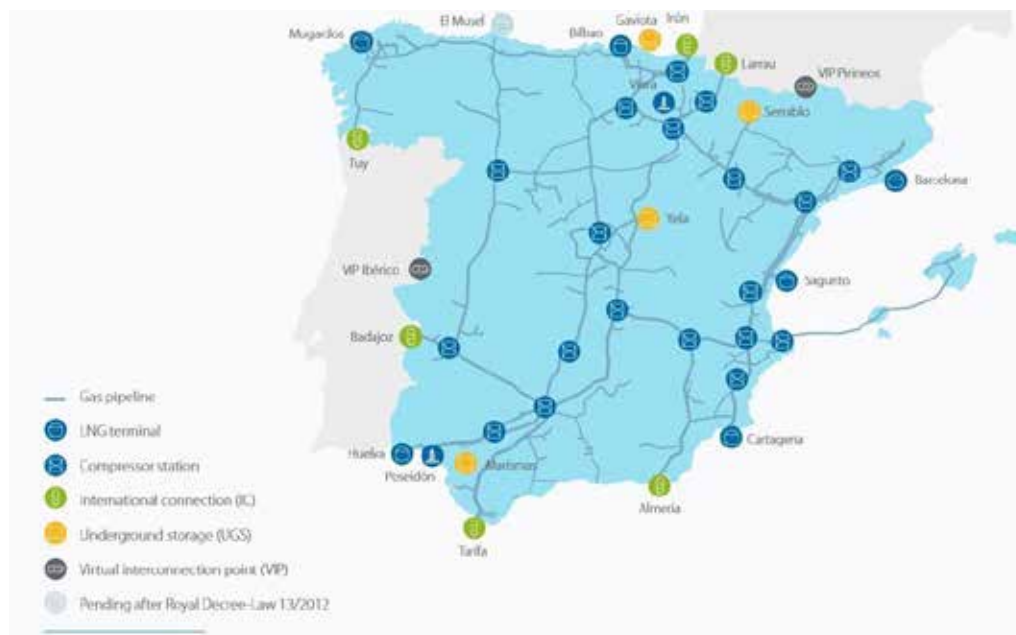 El Musel
Gaviota
Irún
Mugardos
Bilbao
Larrau
VIP Pirineos
Viura
Serrablo
Tuy
Barcelona
Yela
VIP Ibérico
Sagunto
Badajoz
Gas pipeline
LNG terminal
Cartagena
Huelva
Marismas
Compressor station
Poseidón
International connection (IC)
Almería
Underground storage (UGS)
Tarifa
Virtual interconnection point (VIP)
Pending after Royal Decree-Law 13/2012